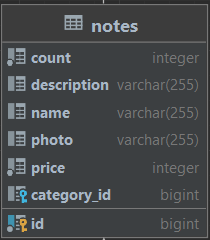 notes
count integer
description varchar(255)
name varchar(255)
photo varchar(255)
price integer
category_id bigint
id bigint